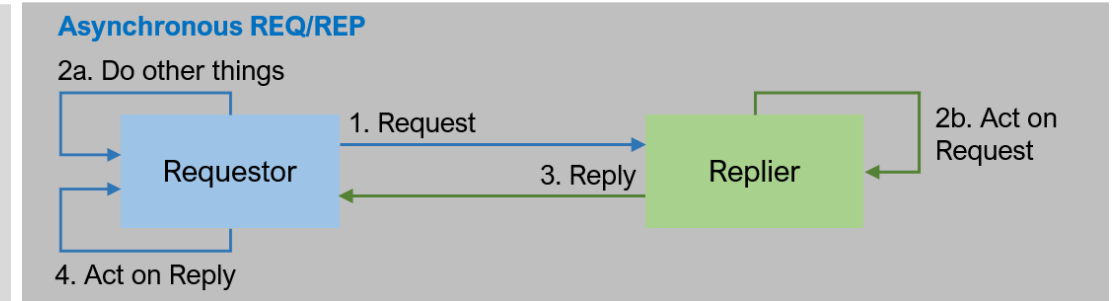 Asynchronous REQ/REP
2a. Do other things
1. Request
2b. Act on
Request
Requestor
3. Reply
Replier
4. Act on Reply